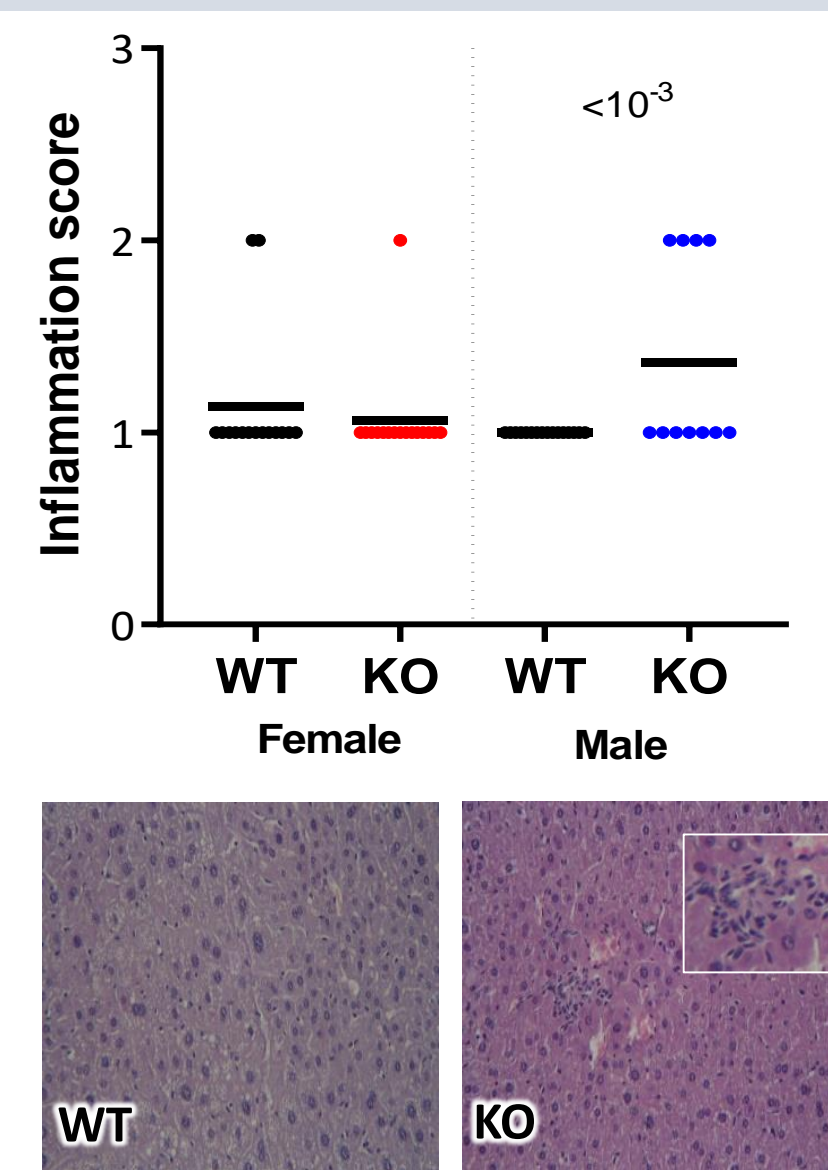 3
<10-3
Inflammation score
2
1
0
WT KO WT KO
Female Male
WT KO